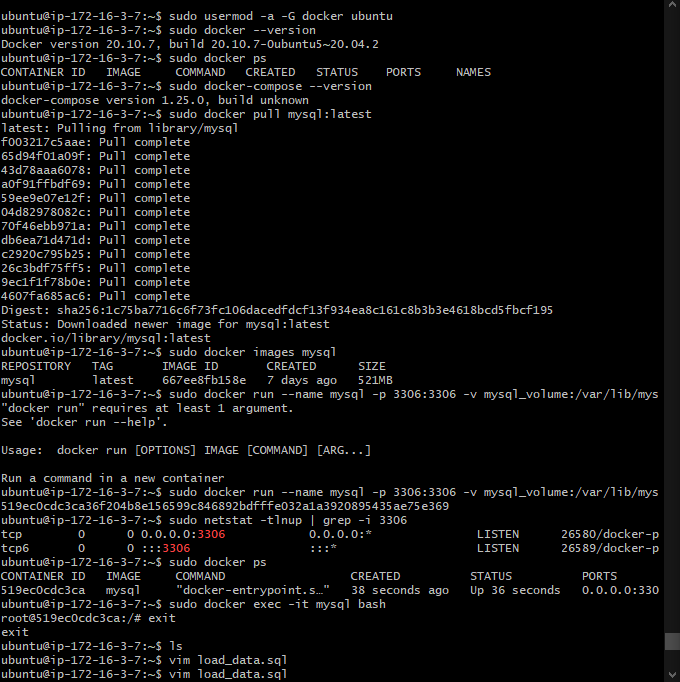 ubuntu@ip-172-16-3-7:~$ sudo usermod -a -G docker ubuntu
ubuntu@ip-172-16-3-7:~$ sudo docker --version
Docker version 20.10.7, build 20.10.7-0ubuntu5~20.04.2
ubuntu@ip-172-16-3-7:~$ sudo docker ps
CONTAINER ID   IMAGE     COMMAND   CREATED   STATUS    PORTS     NAMES
ubuntu@ip-172-16-3-7:~$ sudo docker-compose --version
docker-compose version 1.25.0, build unknown
ubuntu@ip-172-16-3-7:~$ sudo docker pull mysql:latest
latest: Pulling from library/mysql
f003217c5aae: Pull complete
65d94f01a09f: Pull complete
43d78aaa6078: Pull complete
a0f91ffbdf69: Pull complete
59ee9e07e12f: Pull complete
04d82978082c: Pull complete
70f46ebb971a: Pull complete
db6ea71d471d: Pull complete
c2920c795b25: Pull complete
26c3bdf75ff5: Pull complete
9ec1f1f78b0e: Pull complete
4607fa685ac6: Pull complete
Digest: sha256:1c75ba7716c6f73fc106dacedfdcf13f934ea8c161c8b3b3e4618bcd5fbcf195
Status: Downloaded newer image for mysql:latest
docker.io/library/mysql:latest
ubuntu@ip-172-16-3-7:~$ sudo docker images mysql
REPOSITORY   TAG       IMAGE ID       CREATED      SIZE
mysql        latest    667ee8fb158e   7 days ago   521MB
ubuntu@ip-172-16-3-7:~$ sudo docker run --name mysql -p 3306:3306 -v mysql_volume:/var/lib/mys
"docker run" requires at least 1 argument.
See 'docker run --help'.
Usage:  docker run [OPTIONS] IMAGE [COMMAND] [ARG...]
Run a command in a new container
ubuntu@ip-172-16-3-7:~$ sudo docker run --name mysql -p 3306:3306 -v mysql_volume:/var/lib/mys
519ec0cdc3ca36f204b8e156599c846892bdfffe032a1a3920895435ae75e369
ubuntu@ip-172-16-3-7:~$ sudo netstat -tlnup | grep -i 3306
tcp        0      0 0.0.0.0:3306            0.0.0.0:*               LISTEN      26580/docker-p
tcp6       0      0 :::3306                 :::*                    LISTEN      26589/docker-p
ubuntu@ip-172-16-3-7:~$ sudo docker ps
CONTAINER ID   IMAGE     COMMAND                  CREATED          STATUS          PORTS
519ec0cdc3ca   mysql     "docker-entrypoint.s…"   38 seconds ago   Up 36 seconds   0.0.0.0:330
ubuntu@ip-172-16-3-7:~$ sudo docker exec -it mysql bash
root@519ec0cdc3ca:/# exit
exit
ubuntu@ip-172-16-3-7:~$ ls
ubuntu@ip-172-16-3-7:~$ vim load_data.sql
ubuntu@ip-172-16-3-7:~$ vim load_data.sql